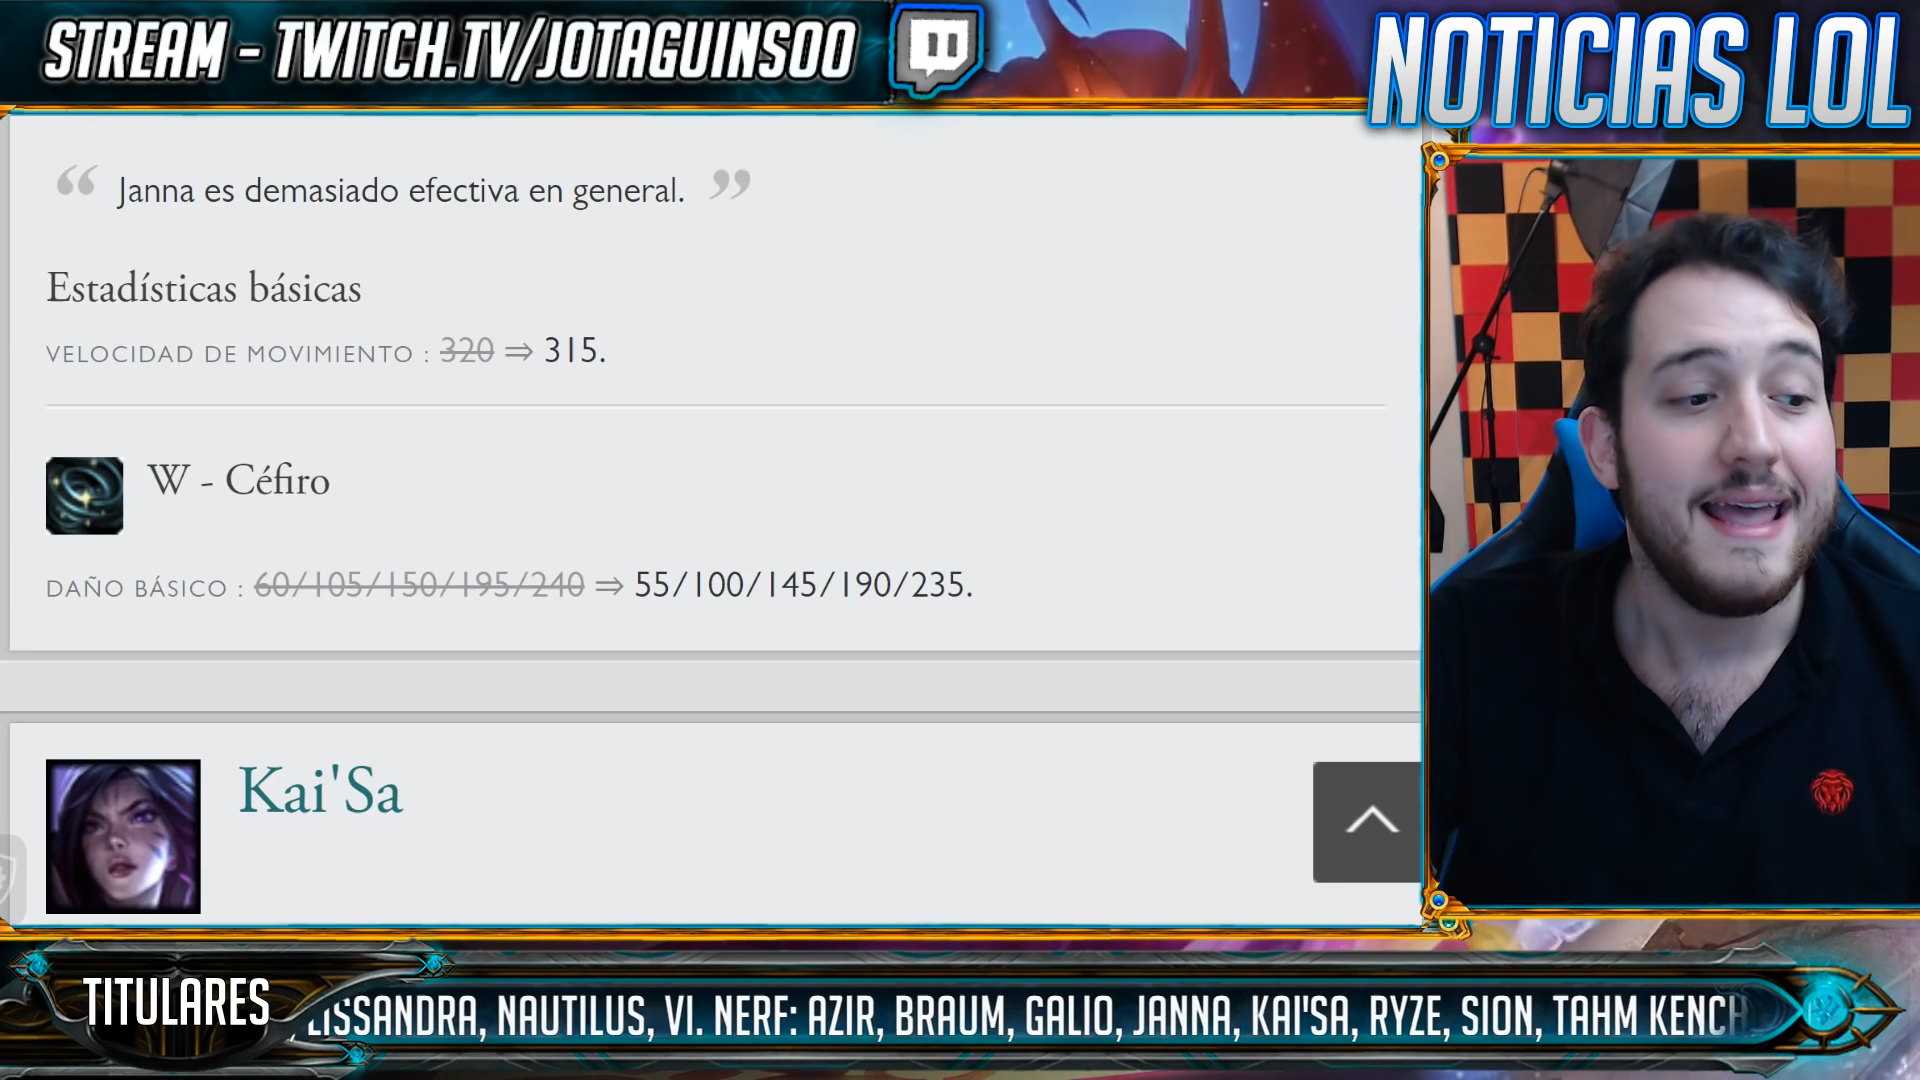 STREAM - TWITCH.TV/JOTAGUINSOO
NOTICIAS LOL
“ Janna es demasiado efectiva en general. ”
Estadísticas básicas
VELOCIDAD DE MOVIMIENTO : 320 ⇒ 315.
W - Céfiro
DAÑO BÁSICO : 60/105/150/195/240 ⇒ 55/100/145/190/235.
Kai'Sa
TITULARES
LISSANDRA, NAUTILUS, VI. NERF: AZIR, BRAUM, GALIO, JANNA, KAI'SA, RYZE, SION, TAHM KENCH